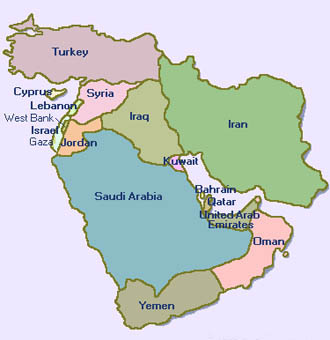 Turkey
Cyprus
Syria
Lebanon
West Bank
Iraq
Iran
Israel
Gaza
Jordan
Kuwait
Saudi Arabia
Bahrain
Qatar
United Arab
Emirates
Oman
Yemen